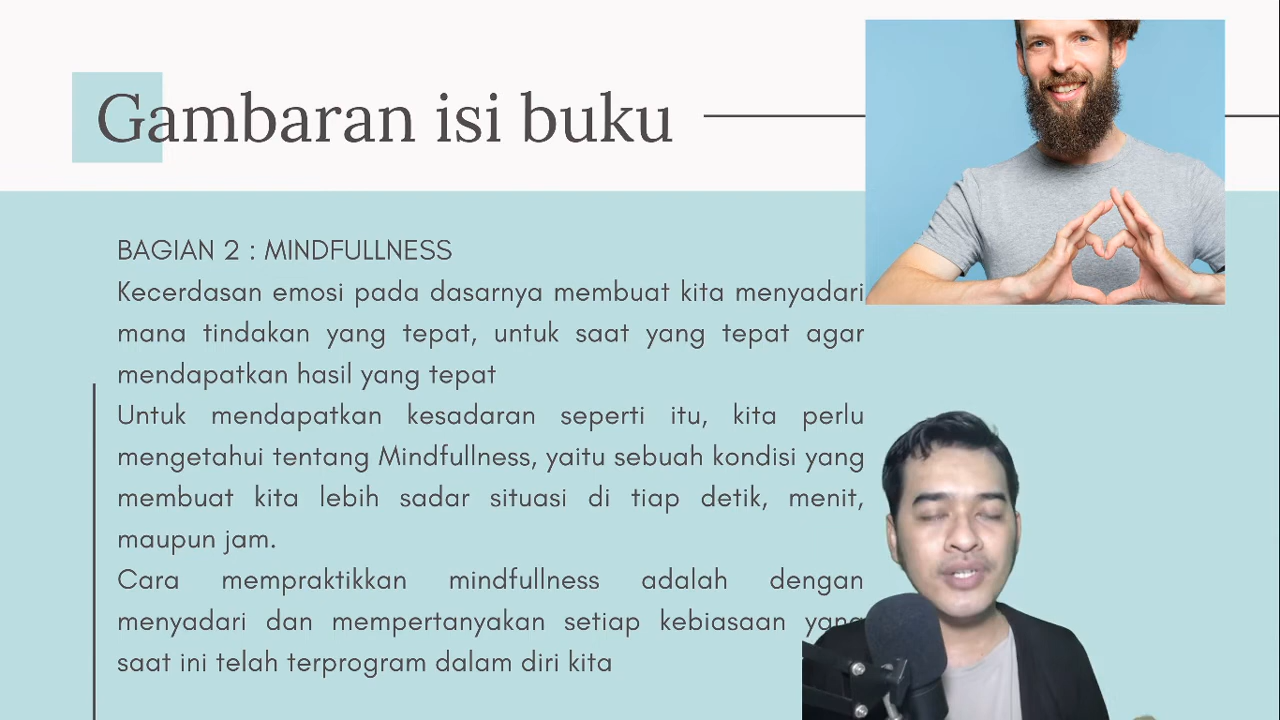 Gambaran isi buku
BAGIAN 2 : MINDFULLNESS
Kecerdasan emosi pada dasarnya membuat kita menyadari
mana tindakan yang tepat, untuk saat yang tepat agar
mendapatkan hasil yang tepat
Untuk mendapatkan kesadaran seperti itu, kita perlu
mengetahui tentang Mindfullness, yaitu sebuah kondisi yang
membuat kita lebih sadar situasi di tiap detik, menit,
maupun jam.
Cara mempraktikkan mindfullness adalah dengan
menyadari dan mempertanyakan setiap kebiasaan yang
saat ini telah terprogram dalam diri kita